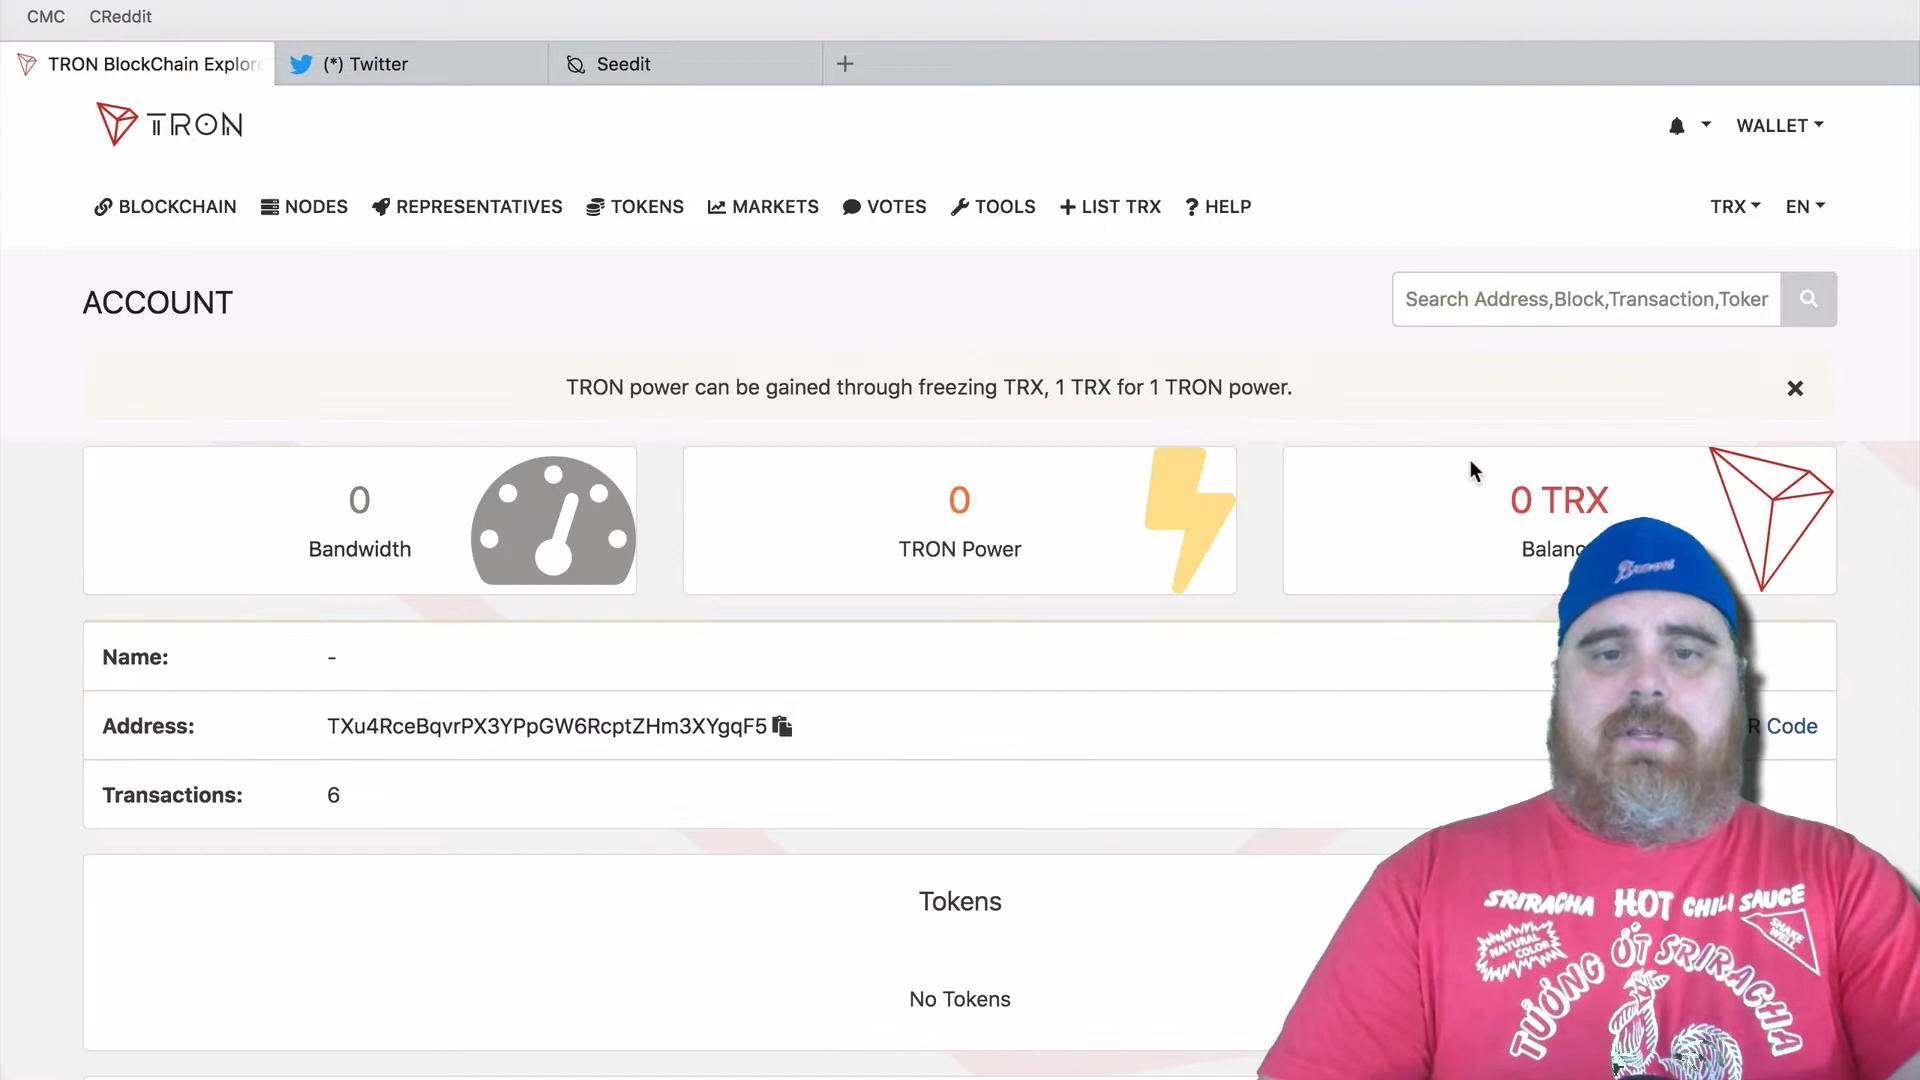 CMC CReddit
TRON BlockChain Explore (*) Twitter Seedit
TRON
WALLET
BLOCKCHAIN NODES REPRESENTATIVES TOKENS MARKETS VOTES TOOLS LIST TRX HELP TRX EN
ACCOUNT
Search Address,Block,Transaction,Token
TRON power can be gained through freezing TRX, 1 TRX for 1 TRON power.
0
Bandwidth
0
TRON Power
0 TRX
Balanc
Name: -
Address: TXu4RceBqvrPX3YPpGW6RcptZHm3XYgqF5 R Code
Transactions: 6
Tokens
No Tokens
Braves
SRIRACHA HOT CHILI SAUCE
SHAKE WELL
NATURAL COLOR
TƯƠNG ỚT SRIRACHA